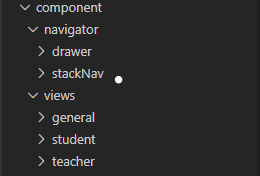 component
navigator
drawer
stackNav
views
general
student
teacher